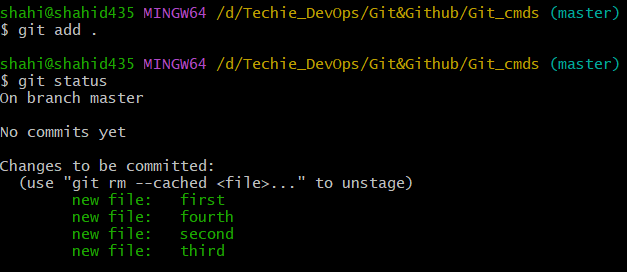 shahi@shahid435 MINGW64 /d/Techie_DevOps/Git&Github/Git_cmds (master)
$ git add .
shahi@shahid435 MINGW64 /d/Techie_DevOps/Git&Github/Git_cmds (master)
$ git status
On branch master
No commits yet
Changes to be committed:
  (use "git rm --cached <file>..." to unstage)
        new file:   first
        new file:   fourth
        new file:   second
        new file:   third